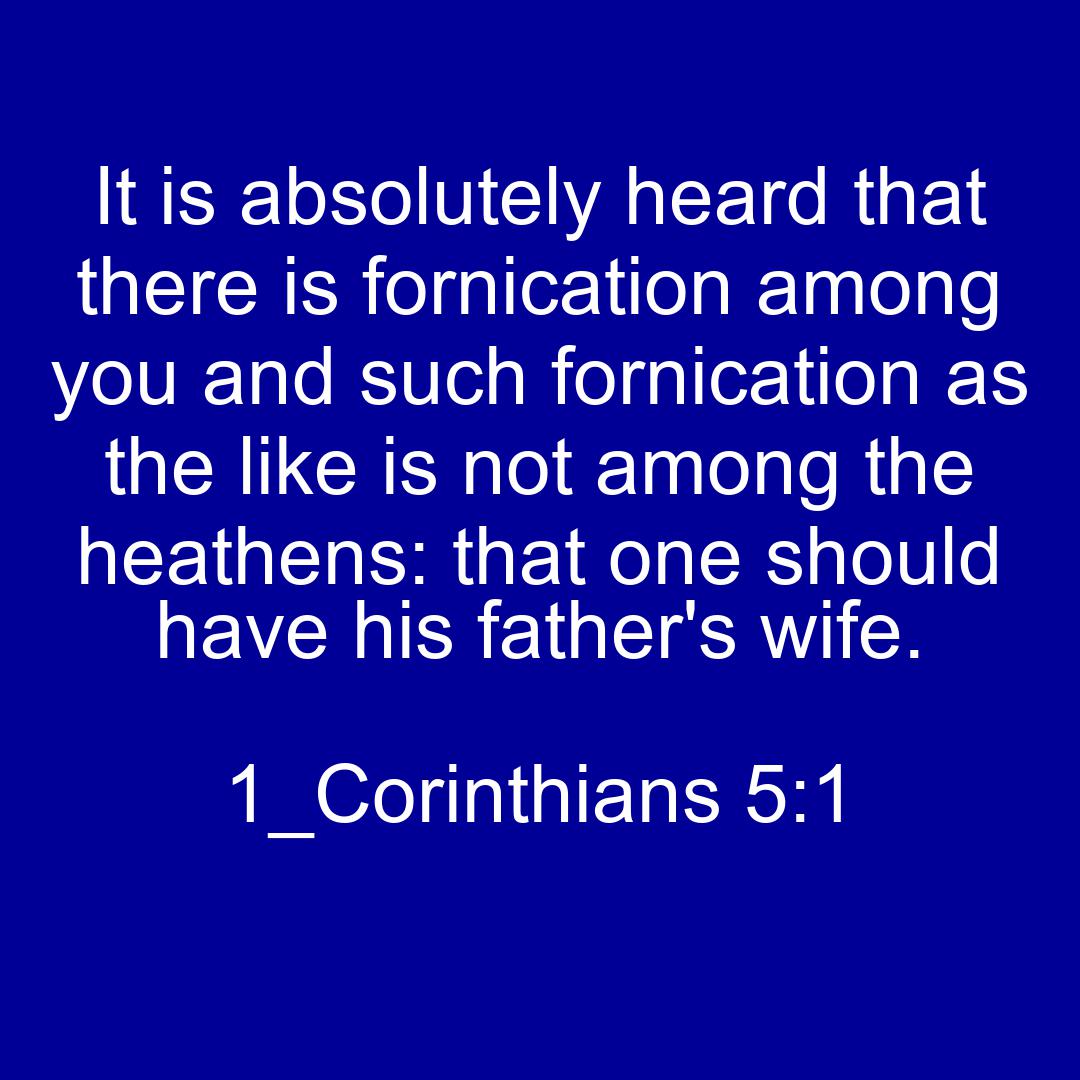 It is absolutely heard that
there is fornication among
you and such fornication as
the like is not among the
heathens: that one should
have his father's wife.
1_Corinthians 5:1